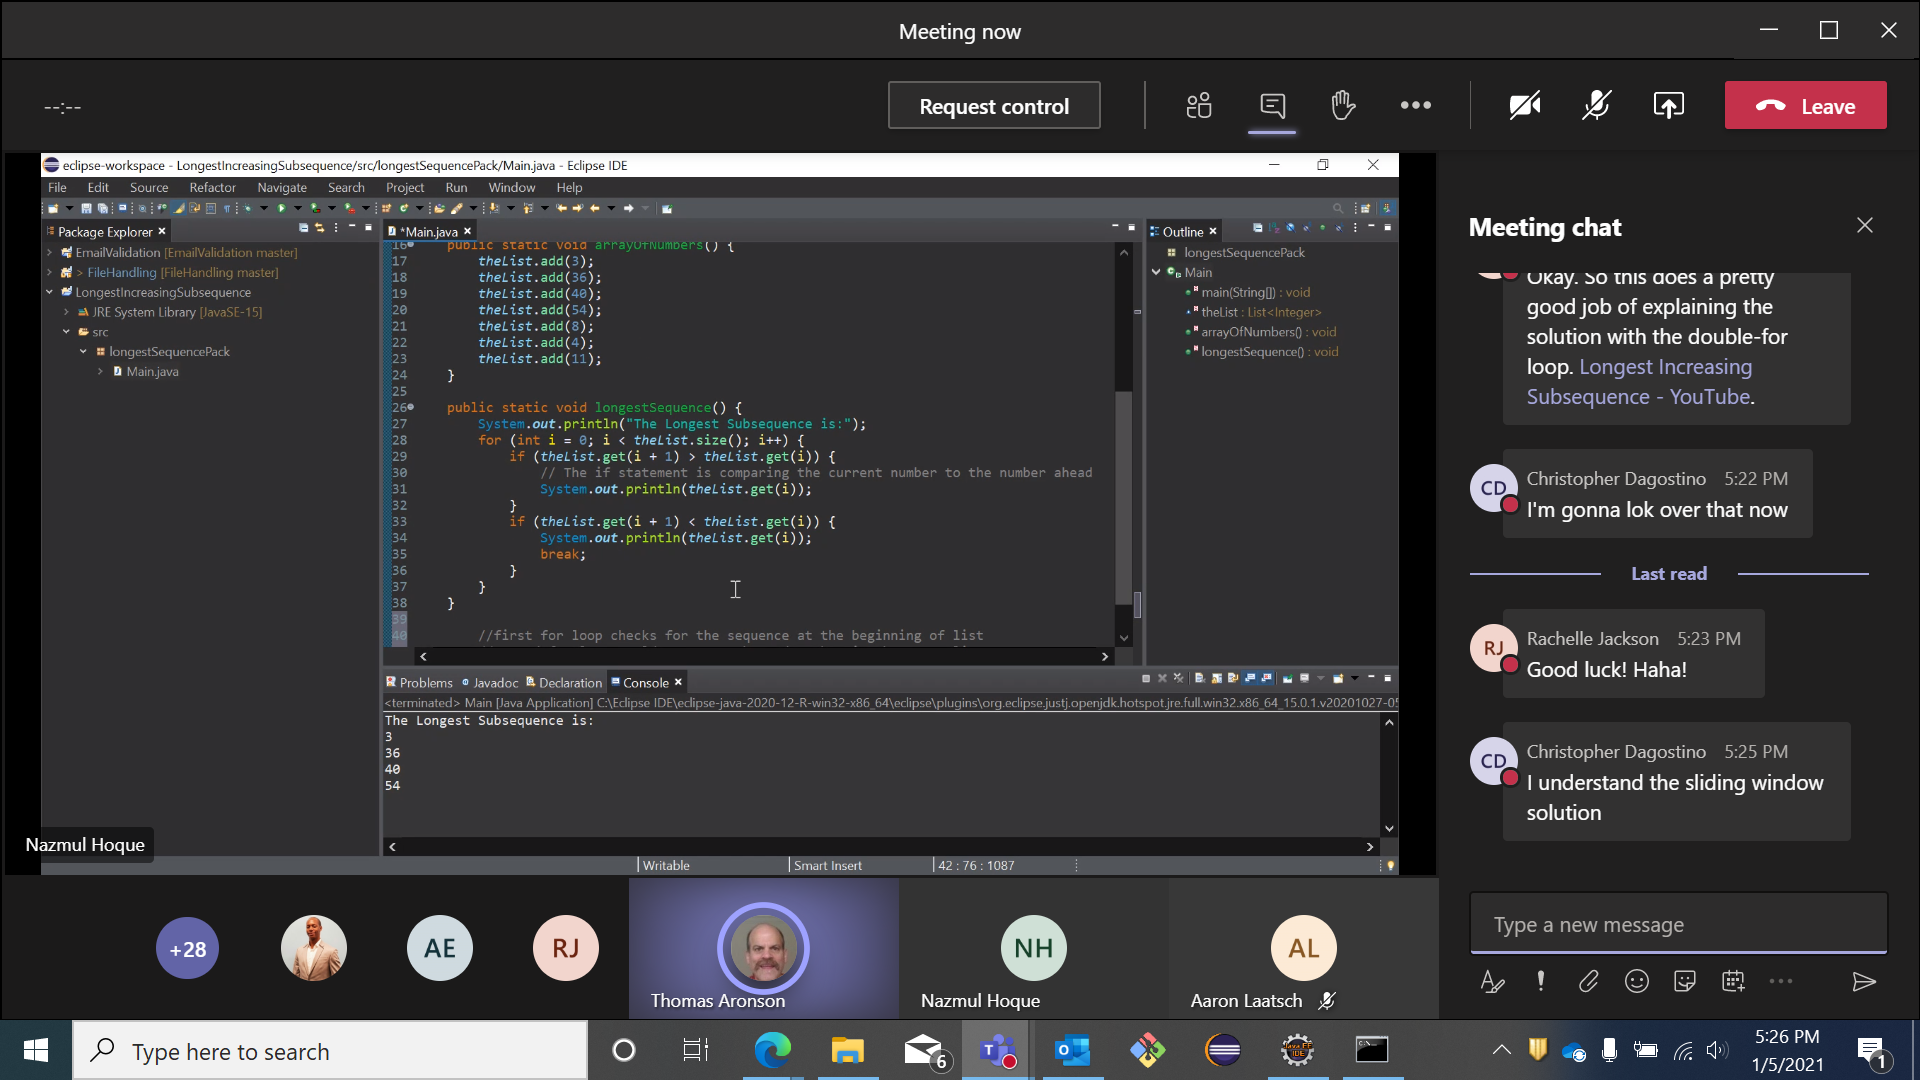 Meeting now
--:--
Request control
Leave
eclipse-workspace - LongestIncreasingSubsequence/src/longestSequencePack/Main.java - Eclipse IDE
File Edit Source Refactor Navigate Search Project Run Window Help
Package Explorer
EmailValidation [EmailValidation master]
> FileHandling [FileHandling master]
LongestIncreasingSubsequence
JRE System Library [JavaSE-15]
src
longestSequencePack
Main.java
*Main.java
16 public static void arrayOfNumbers() {
17 theList.add(3);
18 theList.add(36);
19 theList.add(40);
20 theList.add(54);
21 theList.add(8);
22 theList.add(4);
23 theList.add(11);
24 }
25
26 public static void longestSequence() {
27 System.out.println("The Longest Subsequence is:");
28 for (int i = 0; i < theList.size(); i++) {
29 if (theList.get(i + 1) > theList.get(i)) {
30 // The if statement is comparing the current number to the number ahead
31 System.out.println(theList.get(i));
32 }
33 if (theList.get(i + 1) < theList.get(i)) {
34 System.out.println(theList.get(i));
35 break;
36 }
37 }
38 }
39
40 //first for loop checks for the sequence at the beginning of list
Outline
longestSequencePack
Main
main(String[]) : void
theList : List<Integer>
arrayOfNumbers() : void
longestSequence() : void
Problems Javadoc Declaration Console
<terminated> Main [Java Application] C:\Eclipse IDE\eclipse-java-2020-12-R-win32-x86_64\eclipse\plugins\org.eclipse.justj.openjdk.hotspot.jre.full.win32.x86_64_15.0.1.v20201027-05
The Longest Subsequence is:
3
36
40
54
Writable
Smart Insert
42 : 76 : 1087
Nazmul Hoque
Meeting chat
Okay. So this does a pretty
good job of explaining the
solution with the double-for
loop. Longest Increasing
Subsequence - YouTube.
CD
Christopher Dagostino 5:22 PM
I'm gonna lok over that now
Last read
RJ
Rachelle Jackson 5:23 PM
Good luck! Haha!
CD
Christopher Dagostino 5:25 PM
I understand the sliding window
solution
Type a new message
+28
AE
RJ
Thomas Aronson
NH
Nazmul Hoque
AL
Aaron Laatsch
Type here to search
6
5:26 PM
1/5/2021
1